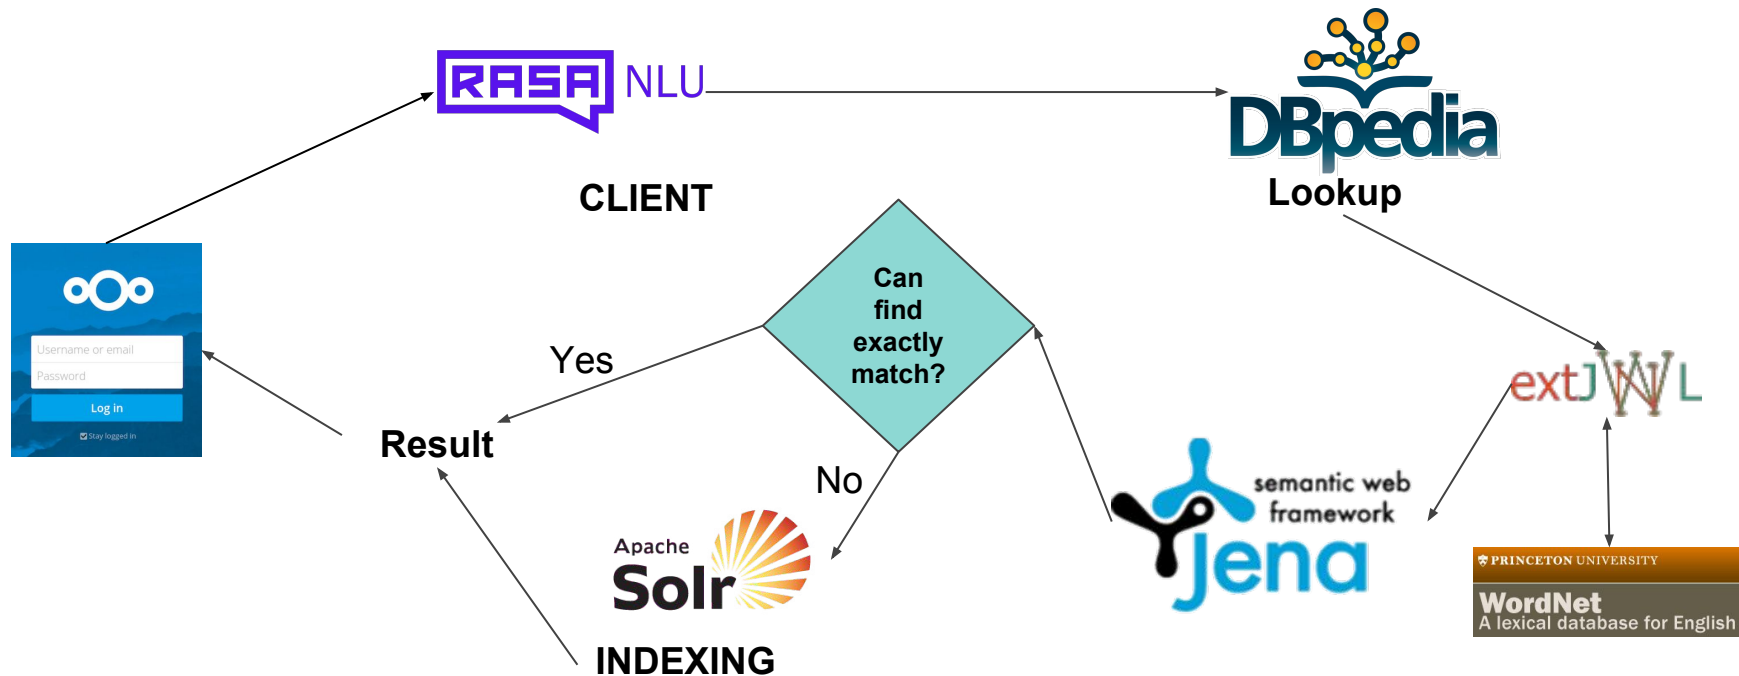 RASA NLU
DBpedia
Lookup
CLIENT
Can
find
exactly
match?
Username or email
Password
Log in
Stay logged in
Yes
Result
No
extJWNL
semantic web
framework
Jena
Apache
Solr
INDEXING
PRINCETON UNIVERSITY
WordNet
A lexical database for English